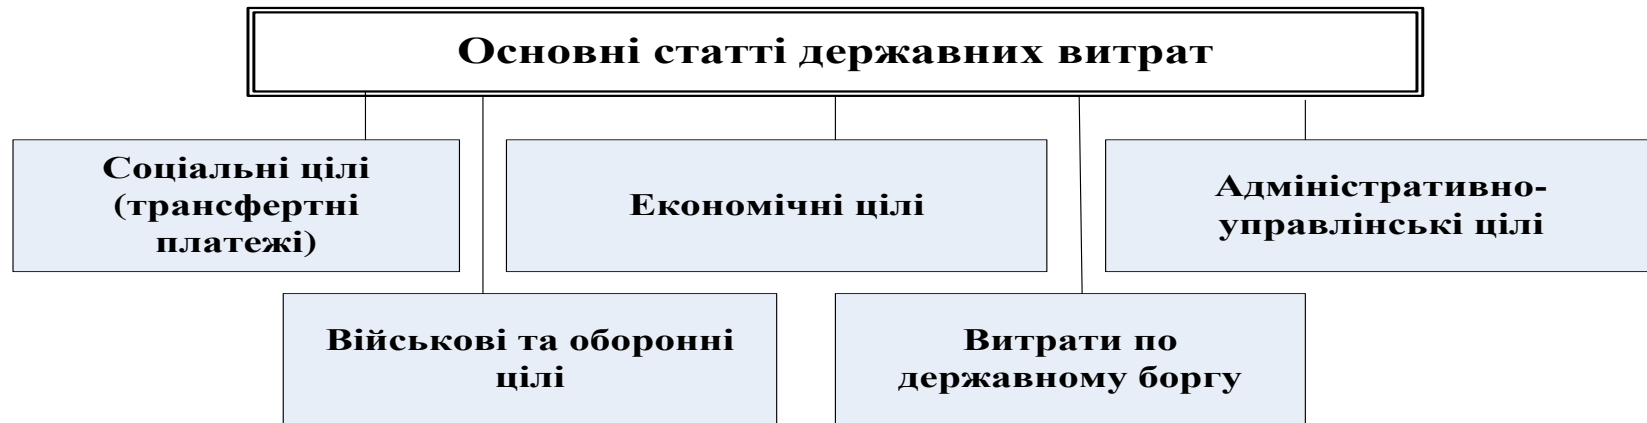 Основні статті державних витрат
Соціальні цілі
(трансфертні
платежі)
Економічні цілі
Адміністративно-
управлінські цілі
Військові та оборонні
цілі
Витрати по
державному боргу